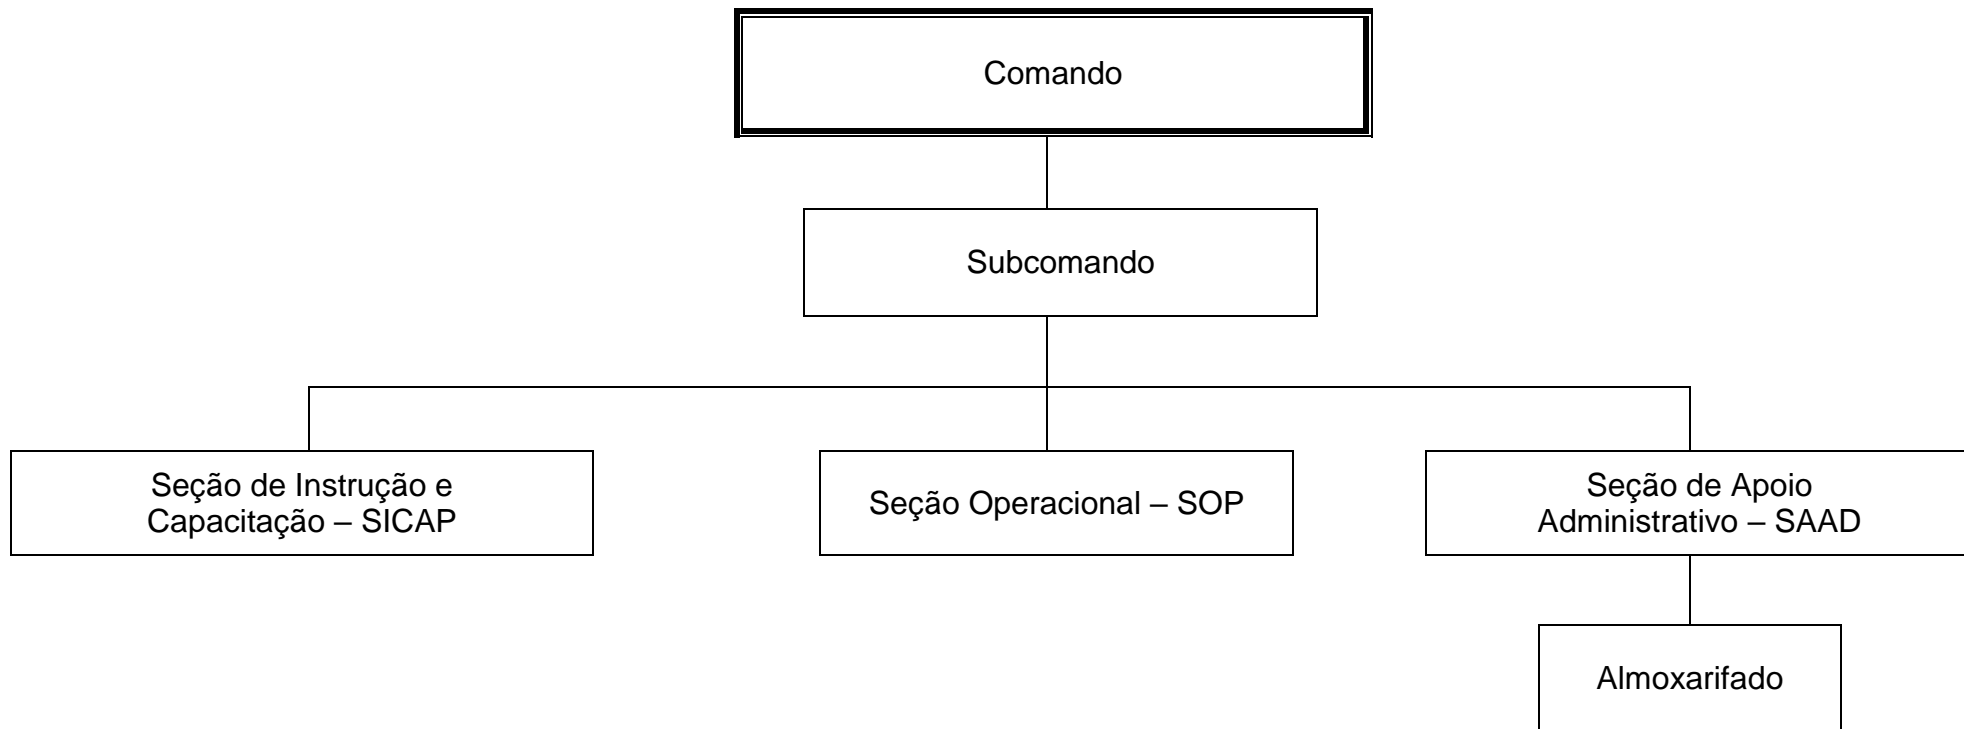 Comando
Subcomando
Seção de Instrução e
Capacitação – SICAP
Seção Operacional – SOP
Seção de Apoio
Administrativo – SAAD
Almoxarifado